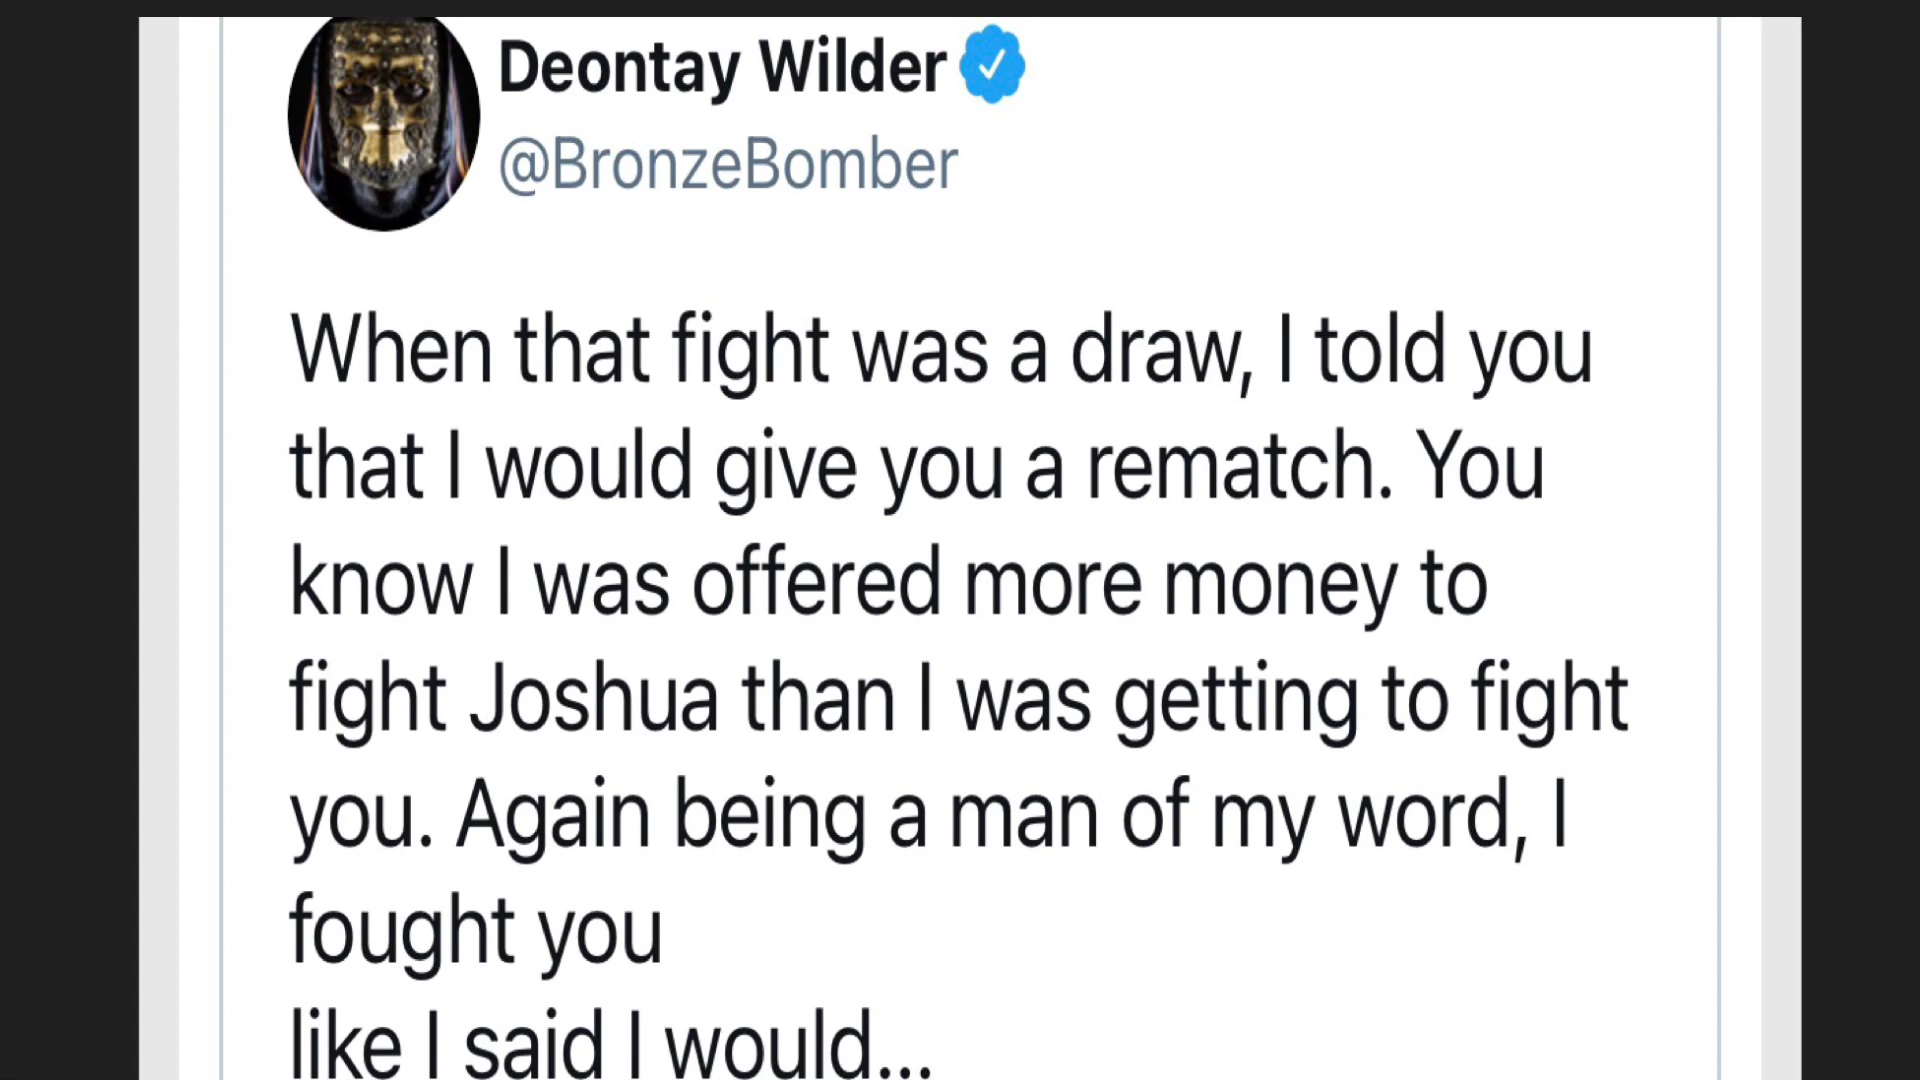 Deontay Wilder
@BronzeBomber
When that fight was a draw, I told you
that I would give you a rematch. You
know I was offered more money to
fight Joshua than I was getting to fight
you. Again being a man of my word, I
fought you
like I said I would...